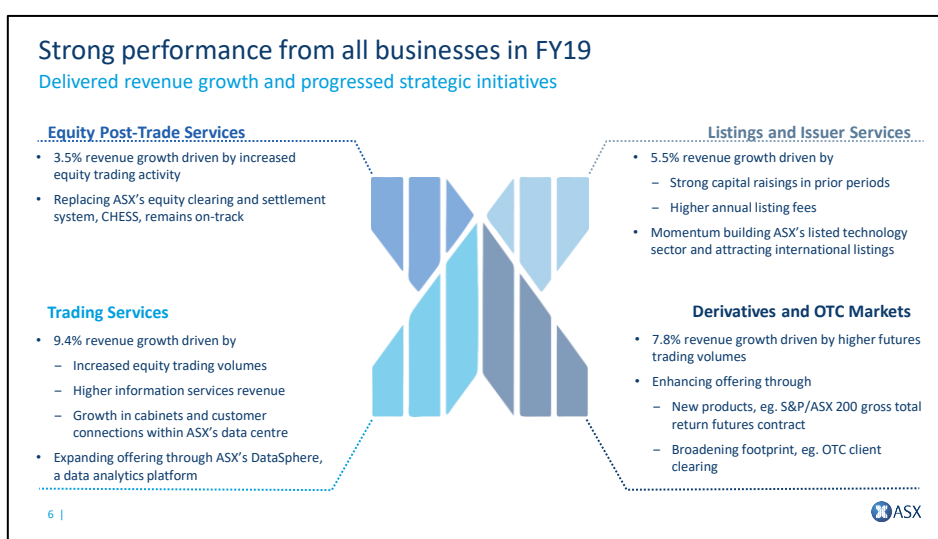 Strong performance from all businesses in FY19
Delivered revenue growth and progressed strategic initiatives
Equity Post-Trade Services
• 3.5% revenue growth driven by increased
equity trading activity
• Replacing ASX's equity clearing and settlement
system, CHESS, remains on-track
Listings and Issuer Services
• 5.5% revenue growth driven by
– Strong capital raisings in prior periods
– Higher annual listing fees
• Momentum building ASX's listed technology
sector and attracting international listings
Trading Services
• 9.4% revenue growth driven by
– Increased equity trading volumes
– Higher information services revenue
– Growth in cabinets and customer
connections within ASX's data centre
• Expanding offering through ASX's DataSphere,
a data analytics platform
Derivatives and OTC Markets
• 7.8% revenue growth driven by higher futures
trading volumes
• Enhancing offering through
– New products, eg. S&P/ASX 200 gross total
return futures contract
– Broadening footprint, eg. OTC client
clearing
6 |
ASX